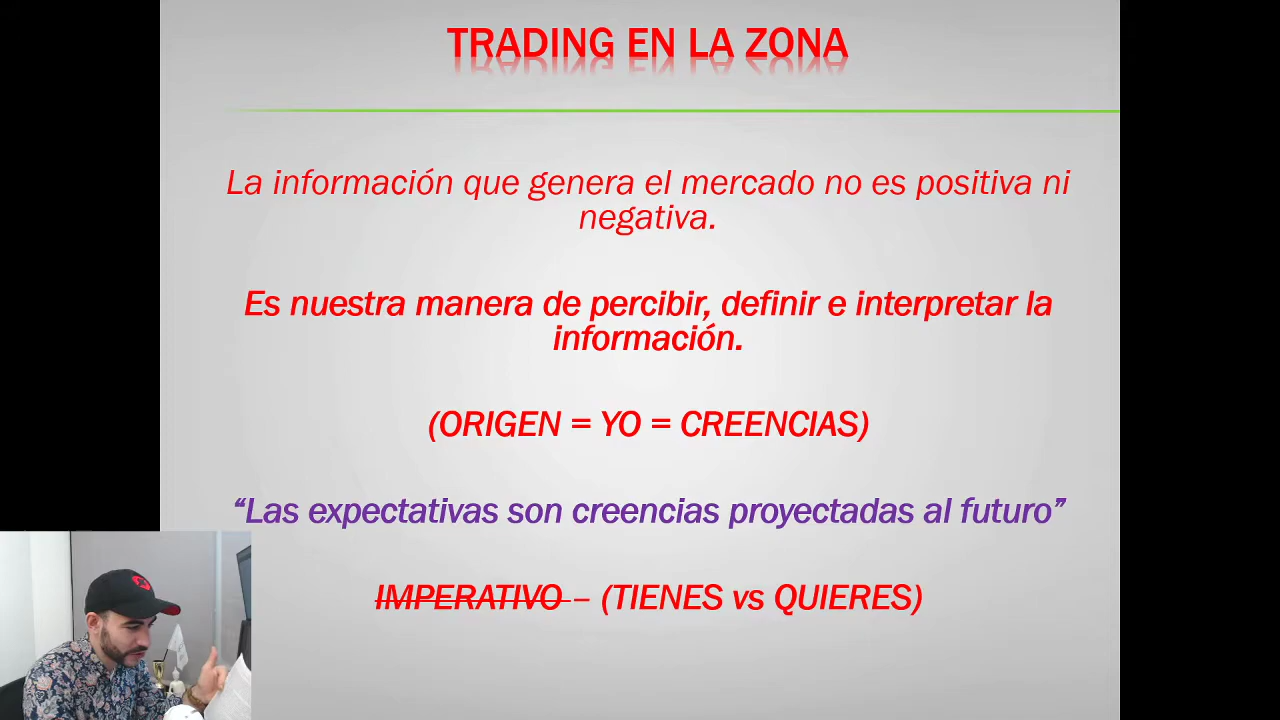 TRADING EN LA ZONA
La información que genera el mercado no es positiva ni
negativa.
Es nuestra manera de percibir, definir e interpretar la
información.
(ORIGEN = YO = CREENCIAS)
“Las expectativas son creencias proyectadas al futuro”
IMPERATIVO – (TIENES vs QUIERES)